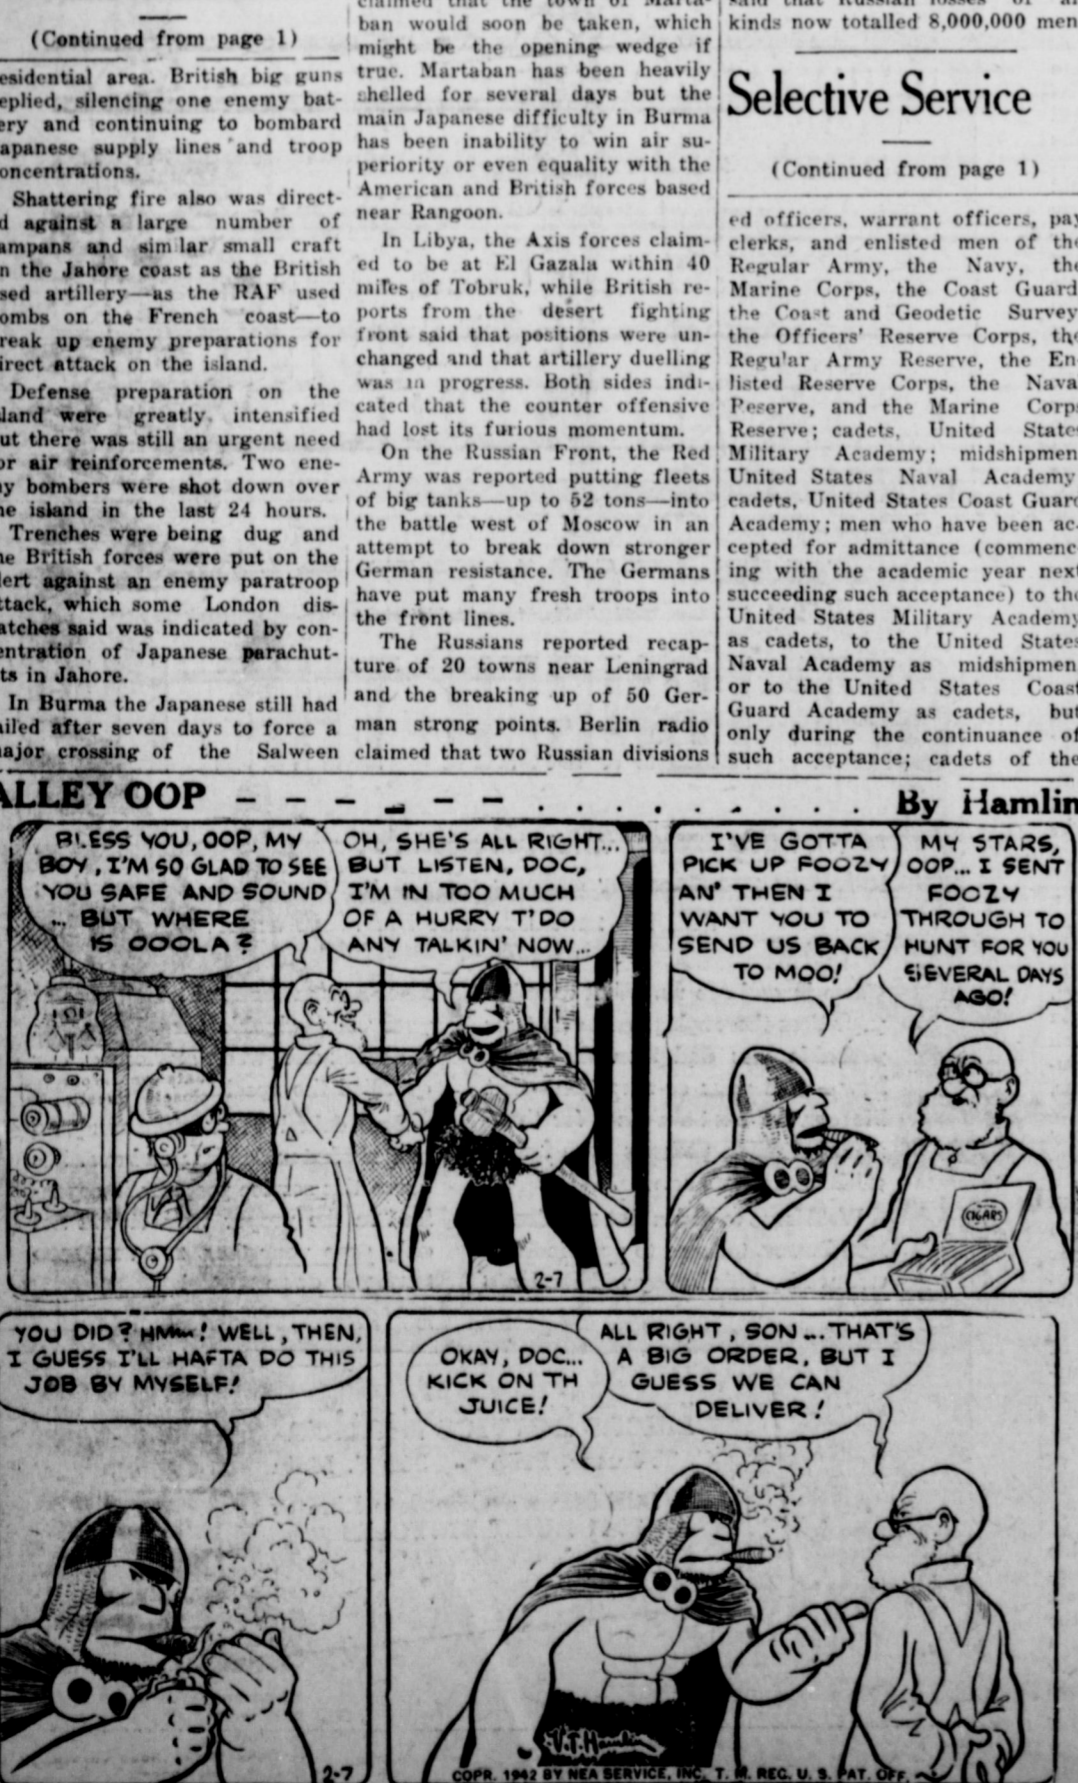 (Continued from page 1)
esidential area. British big guns
eplied, silencing one enemy bat-
ery and continuing to bombard
apanese supply lines and troop
oncentrations.
Shattering fire also was direct-
d against a large number of
ampans and sim lar small craft
n the Jahore coast as the British
sed artillery—as the RAF used
ombs on the French coast—to
reak up enemy preparations for
irect attack on the island.
Defense preparation on the
land were greatly intensified
ut there was still an urgent need
or air reinforcements. Two ene-
y bombers were shot down over
e island in the last 24 hours.
Trenches were being dug and
e British forces were put on the
lert against an enemy paratroop
ttack, which some London dis-
atches said was indicated by con-
entration of Japanese parachut-
ts in Jahore.
In Burma the Japanese still had
ailed after seven days to force a
ajor crossing of the Salween
claimed that the town of Marta-
ban would soon be taken, which
might be the opening wedge if
true. Martaban has been heavily
shelled for several days but the
main Japanese difficulty in Burma
has been inability to win air su-
periority or even equality with the
American and British forces based
near Rangoon.
In Libya, the Axis forces claim-
ed to be at El Gazala within 40
miles of Tobruk, while British re-
ports from the desert fighting
front said that positions were un-
changed and that artillery duelling
was in progress. Both sides indi-
cated that the counter offensive
had lost its furious momentum.
On the Russian Front, the Red
Army was reported putting fleets
of big tanks—up to 52 tons—into
the battle west of Moscow in an
attempt to break down stronger
German resistance. The Germans
have put many fresh troops into
the front lines.
The Russians reported recap-
ture of 20 towns near Leningrad
and the breaking up of 50 Ger-
man strong points. Berlin radio
claimed that two Russian divisions
said that Russian losses of
kinds now totalled 8,000,000 men
Selective Service
(Continued from page 1)
ed officers, warrant officers, pay
clerks, and enlisted men of the
Regular Army, the Navy, the
Marine Corps, the Coast Guard
the Coast and Geodetic Survey
the Officers' Reserve Corps, the
Regular Army Reserve, the En
listed Reserve Corps, the Nava
Reserve, and the Marine Corps
Reserve; cadets, United States
Military Academy; midshipmen
United States Naval Academy
cadets, United States Coast Guard
Academy; men who have been ac-
cepted for admittance (commenc-
ing with the academic year next
succeeding such acceptance) to the
United States Military Academy
as cadets, to the United States
Naval Academy as midshipmen
or to the United States Coast
Guard Academy as cadets, but
only during the continuance of
such acceptance; cadets of the
ALLEY OOP
By Hamlin
BLESS YOU, OOP, MY
BOY, I'M SO GLAD TO SEE
YOU SAFE AND SOUND
... BUT WHERE
IS OOOLA?
OH, SHE'S ALL RIGHT...
BUT LISTEN, DOC,
I'M IN TOO MUCH
OF A HURRY T'DO
ANY TALKIN' NOW...
2-7
I'VE GOTTA
PICK UP FOOZY
AN' THEN I
WANT YOU TO
SEND US BACK
TO MOO!
MY STARS,
OOP... I SENT
FOOZY
THROUGH TO
HUNT FOR YOU
SEVERAL DAYS
AGO!
CIGARS
YOU DID? HMM! WELL, THEN,
I GUESS I'LL HAFTA DO THIS
JOB BY MYSELF!
2-7
OKAY, DOC...
KICK ON TH
JUICE!
ALL RIGHT, SON... THAT'S
A BIG ORDER, BUT I
GUESS WE CAN
DELIVER!
V.T. Hamlin
COPR. 1942 BY NEA SERVICE, INC. T. M. REG. U. S. PAT. OFF.